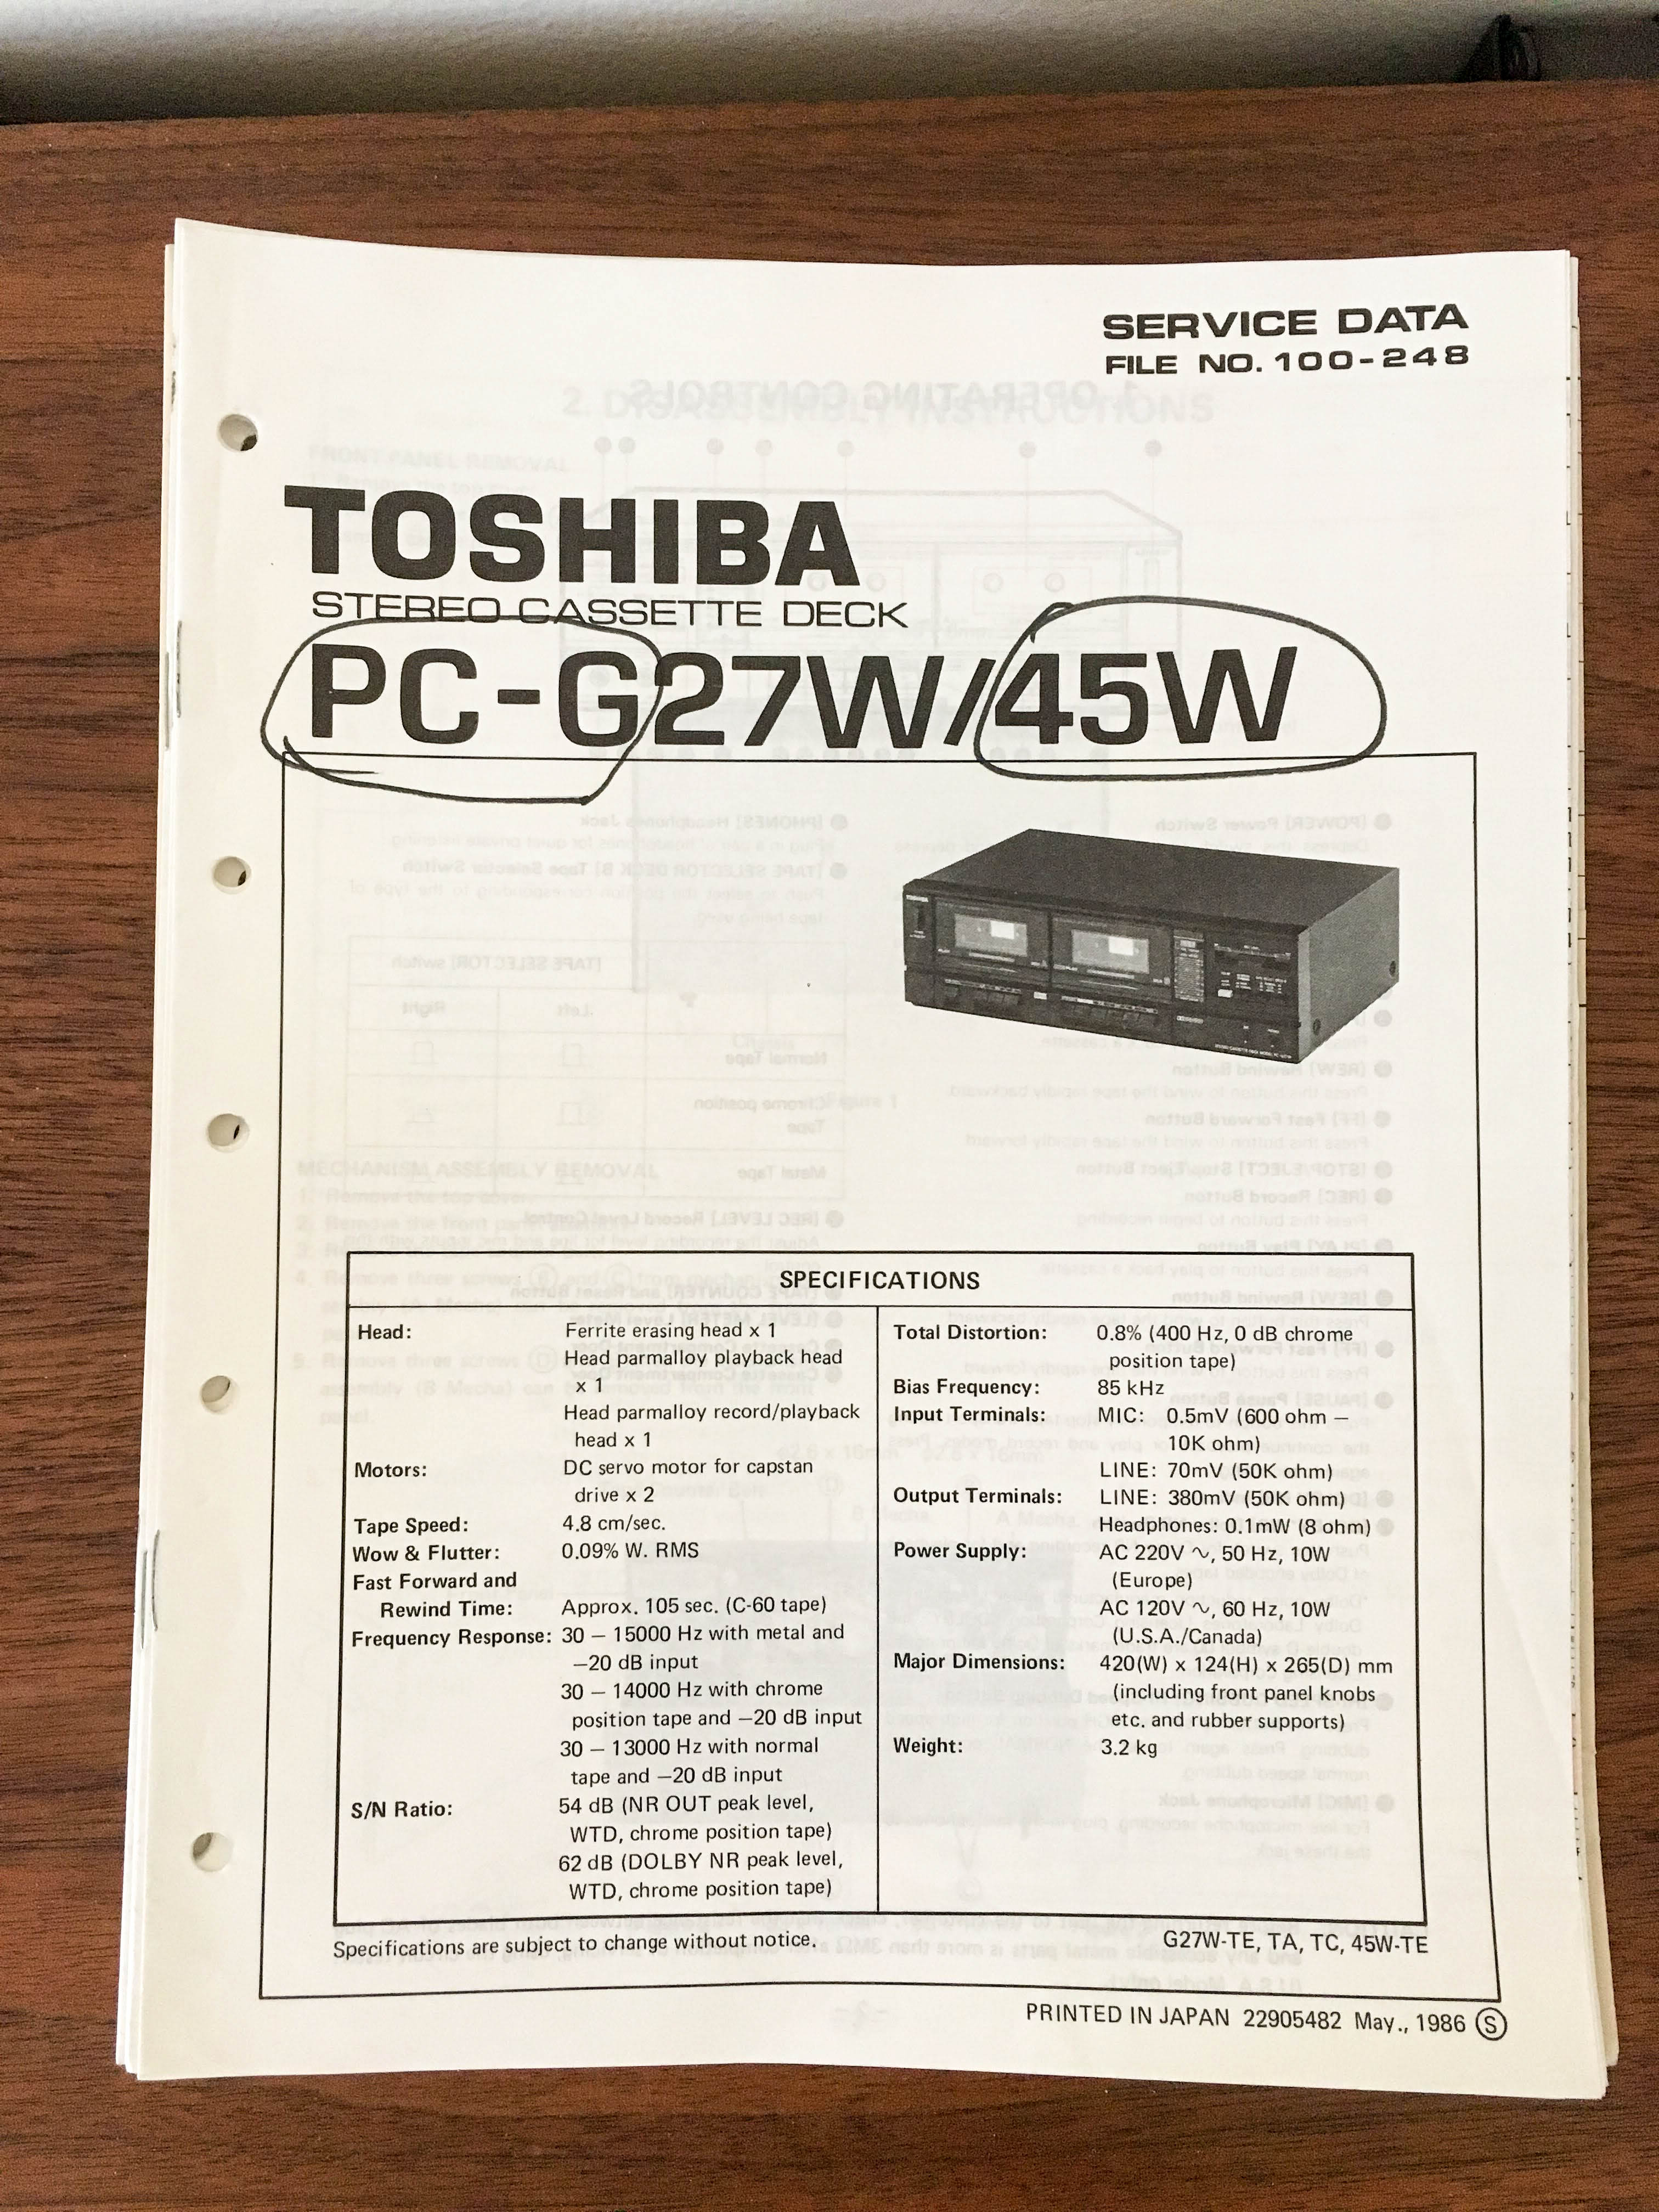 SERVICE DATA
FILE NO. 100-248
TOSHIBA
STEREO CASSETTE DECK
PC-G27W/45W
SPECIFICATIONS
Head: Ferrite erasing head x 1
Head parmalloy playback head
x 1
Head parmalloy record/playback
head x 1
Motors: DC servo motor for capstan
drive x 2
Tape Speed: 4.8 cm/sec.
Wow & Flutter: 0.09% W. RMS
Fast Forward and
Rewind Time: Approx. 105 sec. (C-60 tape)
Frequency Response: 30 – 15000 Hz with metal and
–20 dB input
30 – 14000 Hz with chrome
position tape and –20 dB input
30 – 13000 Hz with normal
tape and –20 dB input
S/N Ratio: 54 dB (NR OUT peak level,
WTD, chrome position tape)
62 dB (DOLBY NR peak level,
WTD, chrome position tape)
Total Distortion: 0.8% (400 Hz, 0 dB chrome
position tape)
Bias Frequency: 85 kHz
Input Terminals: MIC: 0.5mV (600 ohm –
10K ohm)
LINE: 70mV (50K ohm)
Output Terminals: LINE: 380mV (50K ohm)
Headphones: 0.1mW (8 ohm)
Power Supply: AC 220V ∿, 50 Hz, 10W
(Europe)
AC 120V ∿, 60 Hz, 10W
(U.S.A./Canada)
Major Dimensions: 420(W) x 124(H) x 265(D) mm
(including front panel knobs
etc. and rubber supports)
Weight: 3.2 kg
Specifications are subject to change without notice.
G27W-TE, TA, TC, 45W-TE
PRINTED IN JAPAN 22905482 May., 1986 Ⓢ